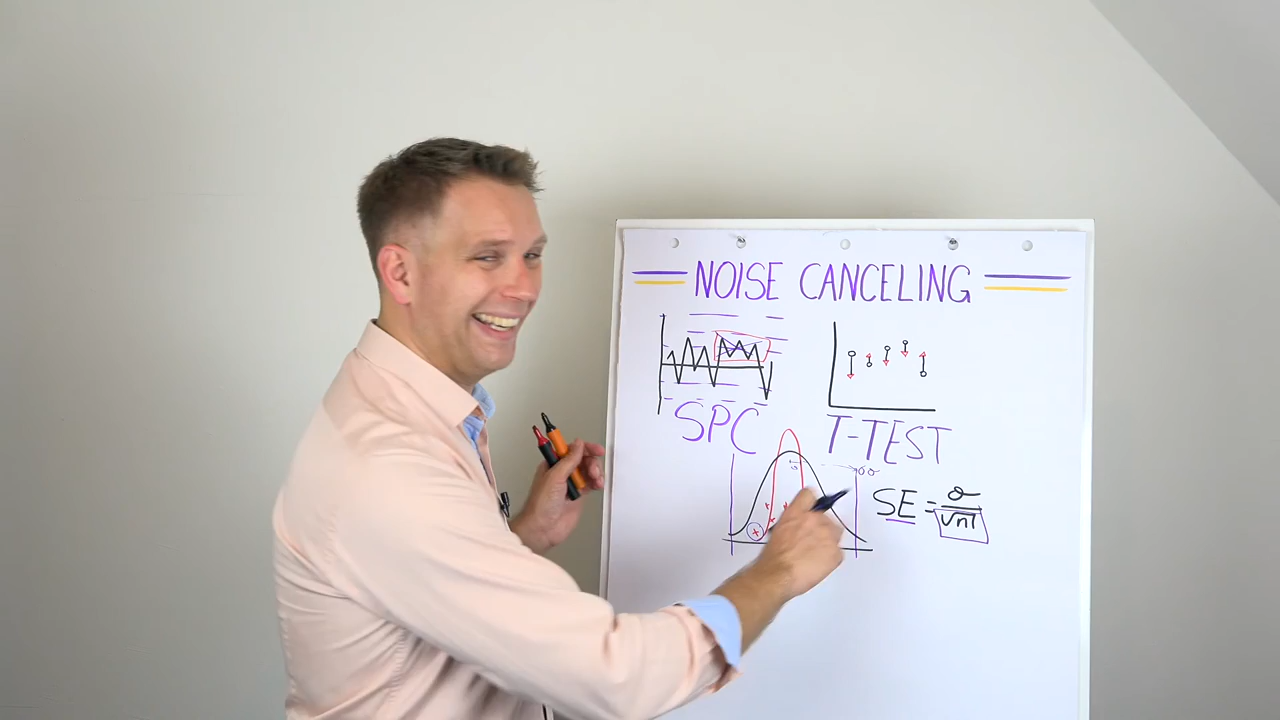 NOISE CANCELING
SPC
T-TEST
SE = σ / √n